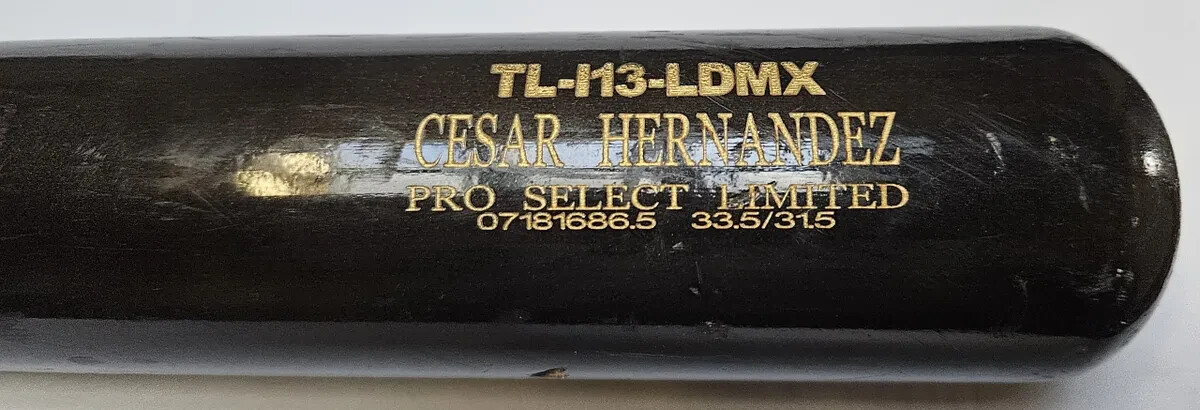 TL-I13-LDMX
CESAR HERNANDEZ
PRO SELECT LIMITED
07181686.5 33.5/31.5